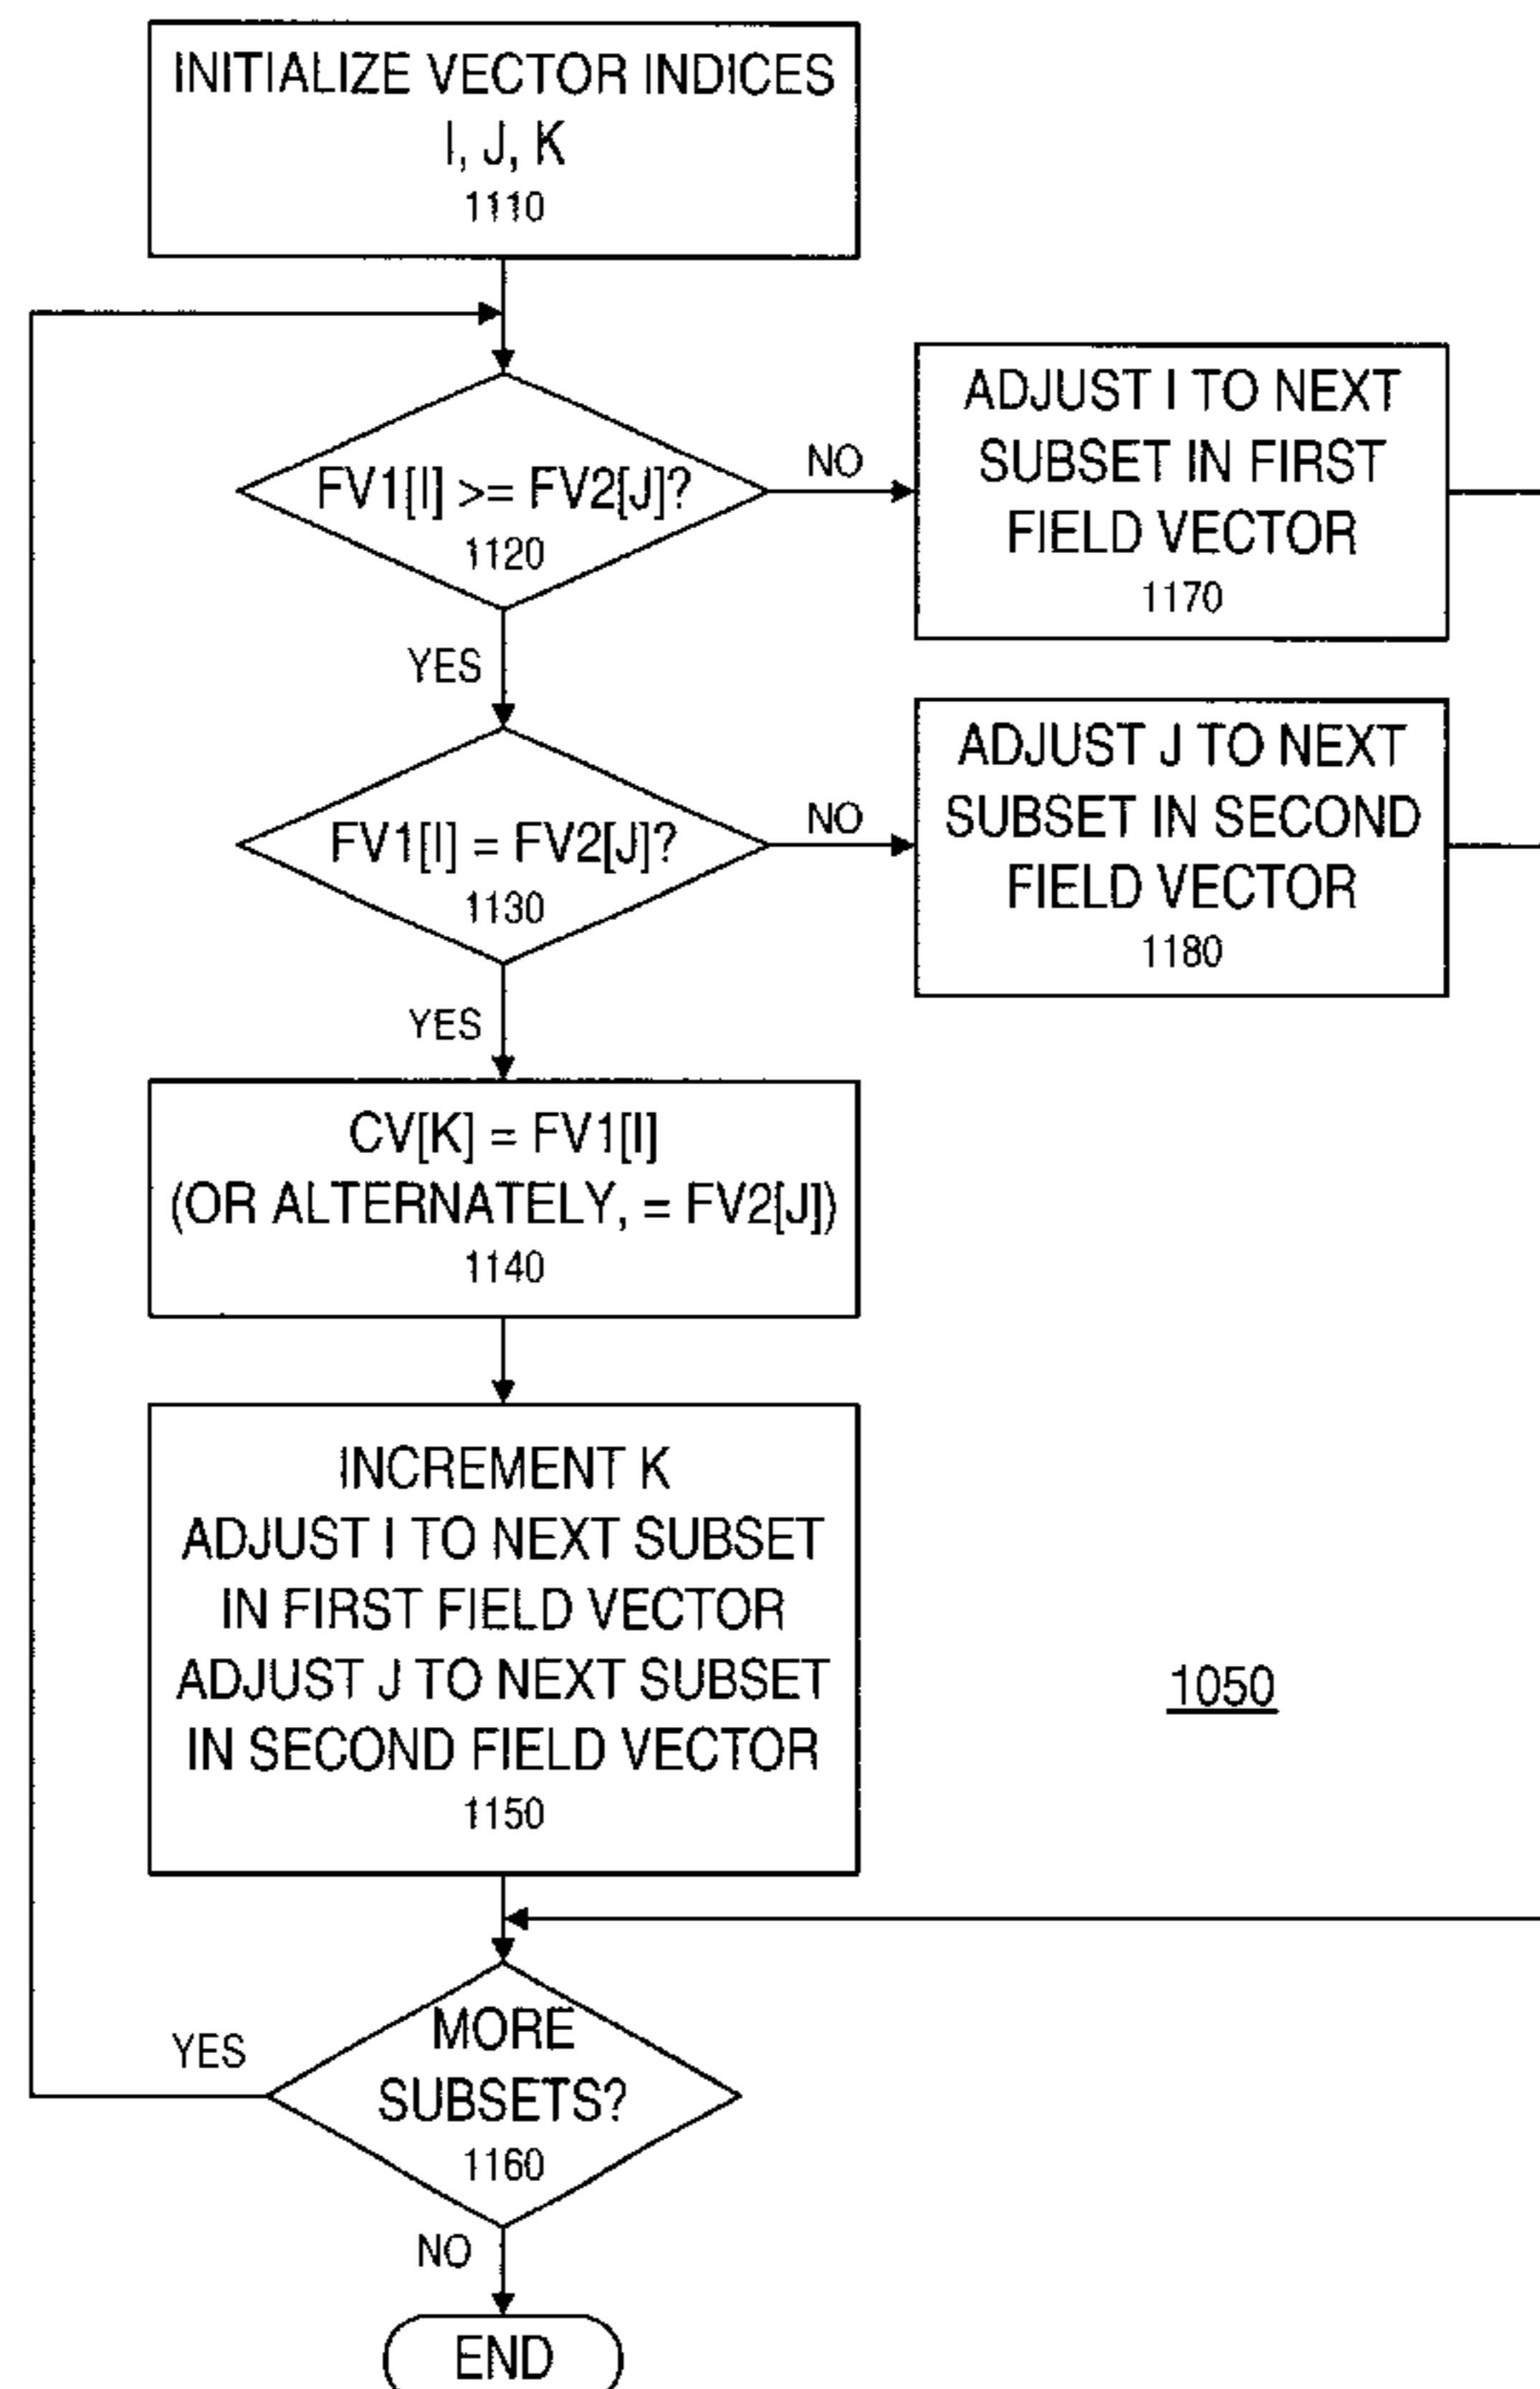 INITIALIZE VECTOR INDICES
I, J, K
1110
FV1[I] >= FV2[J]?
1120
NO
ADJUST I TO NEXT
SUBSET IN FIRST
FIELD VECTOR
1170
YES
FV1[I] = FV2[J]?
1130
NO
ADJUST J TO NEXT
SUBSET IN SECOND
FIELD VECTOR
1180
YES
CV[K] = FV1[I]
(OR ALTERNATELY, = FV2[J])
1140
INCREMENT K
ADJUST I TO NEXT SUBSET
IN FIRST FIELD VECTOR
ADJUST J TO NEXT SUBSET
IN SECOND FIELD VECTOR
1150
1050
MORE
SUBSETS?
1160
YES
NO
END